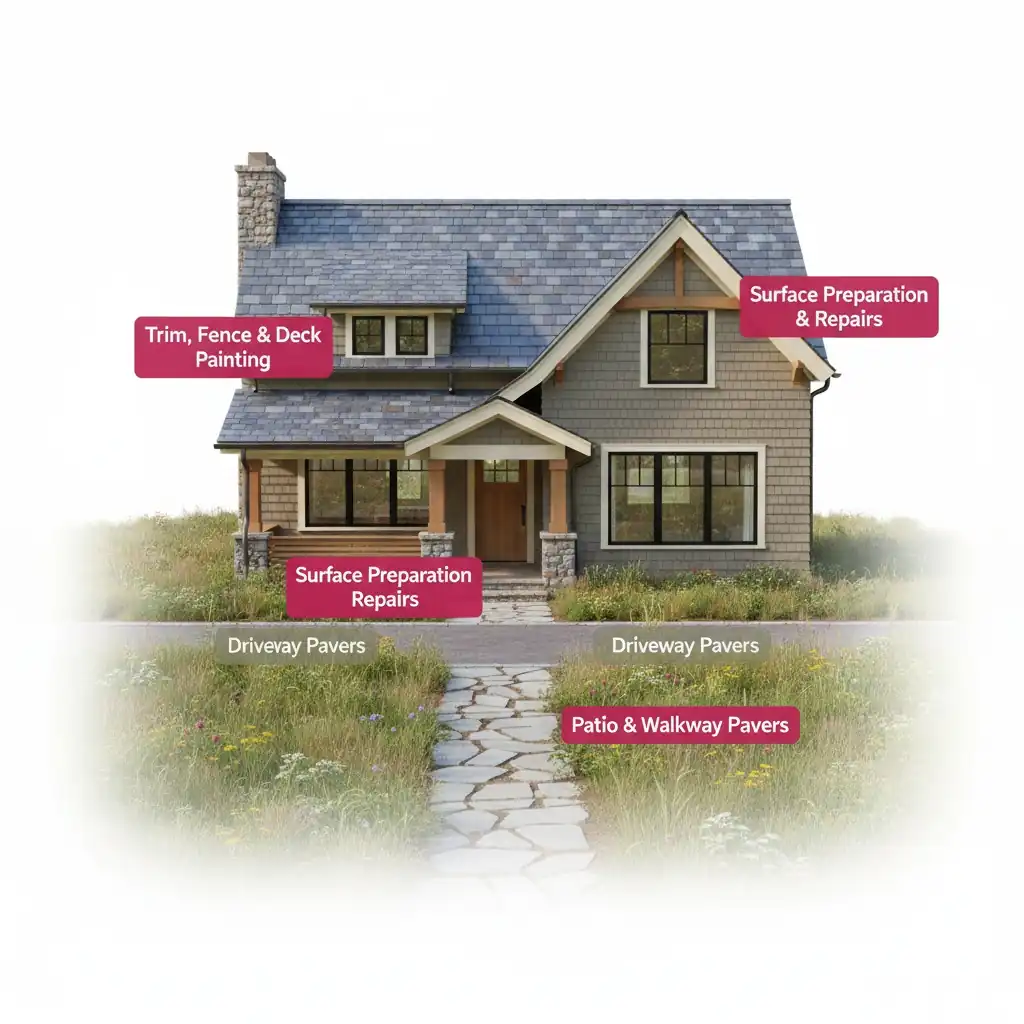 Surface Preparation
& Repairs
Trim, Fence & Deck
Painting
Surface Preparation
Repairs
Driveway Pavers
Driveway Pavers
Patio & Walkway Pavers